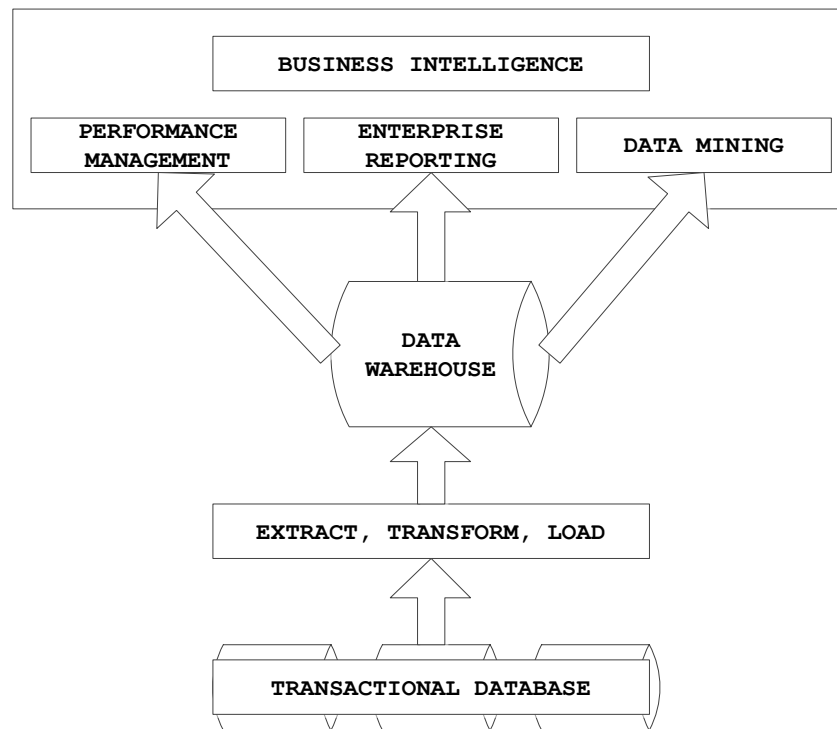 BUSINESS INTELLIGENCE
PERFORMANCE
MANAGEMENT
ENTERPRISE
REPORTING
DATA MINING
DATA
WAREHOUSE
EXTRACT, TRANSFORM, LOAD
TRANSACTIONAL DATABASE